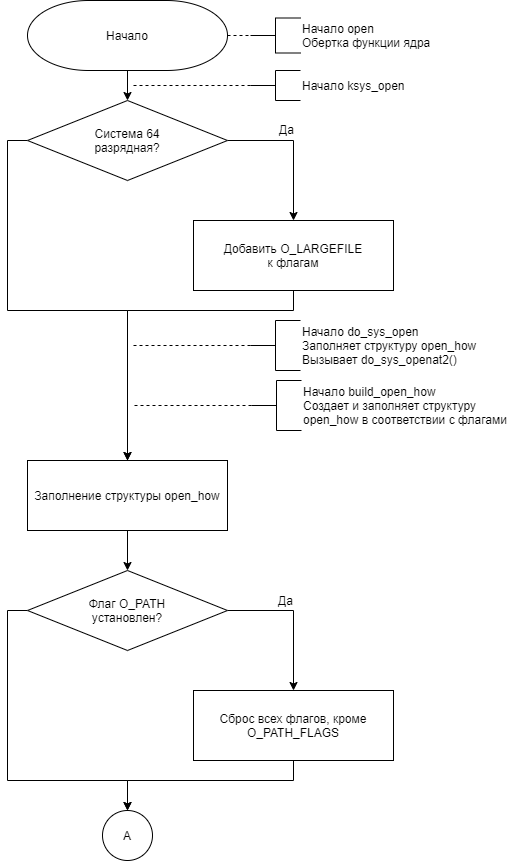 Начало
Начало open
Обертка функции ядра
Начало ksys_open
Система 64
разрядная?
Да
Добавить O_LARGEFILE
к флагам
Начало do_sys_open
Заполняет структуру open_how
Вызывает do_sys_openat2()
Начало build_open_how
Создает и заполняет структуру
open_how в соответствии с флагами
Заполнение структуры open_how
Флаг O_PATH
установлен?
Да
Сброс всех флагов, кроме
O_PATH_FLAGS
А